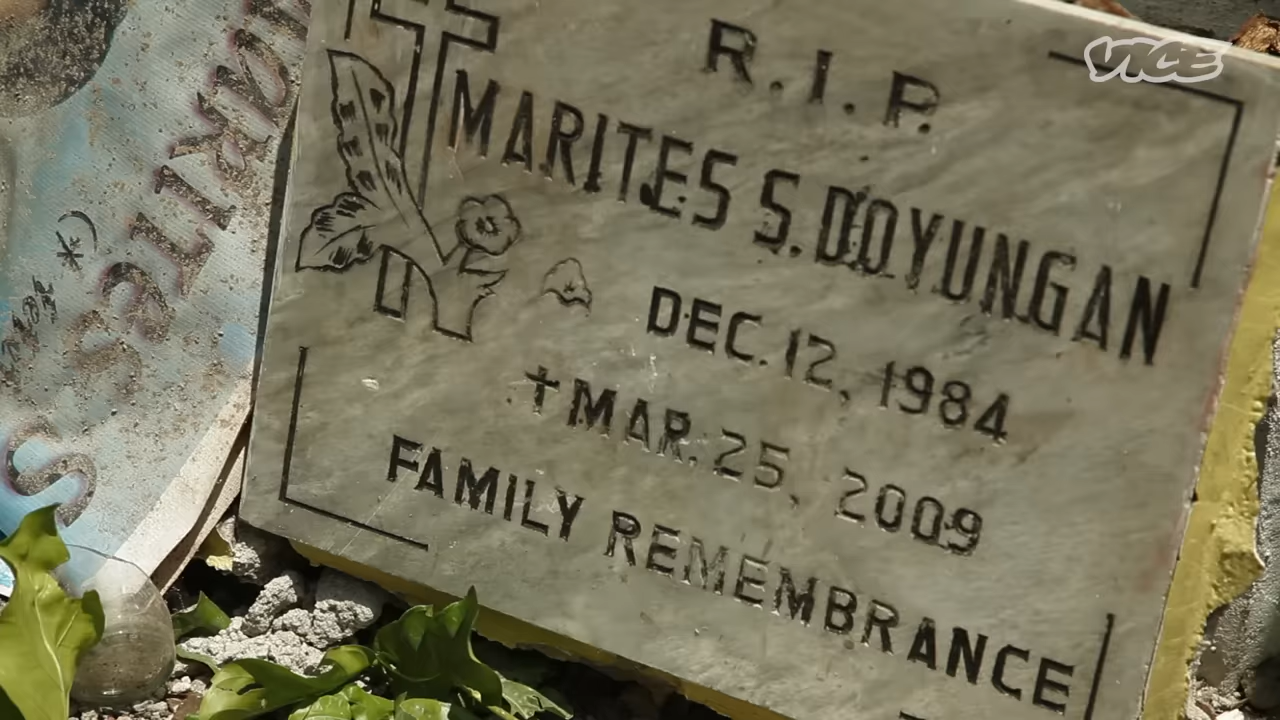 VICE
R.I.P.
MARITES S. DOYUNGAN
DEC. 12, 1984
✝MAR. 25, 2009
FAMILY REMEMBRANCE